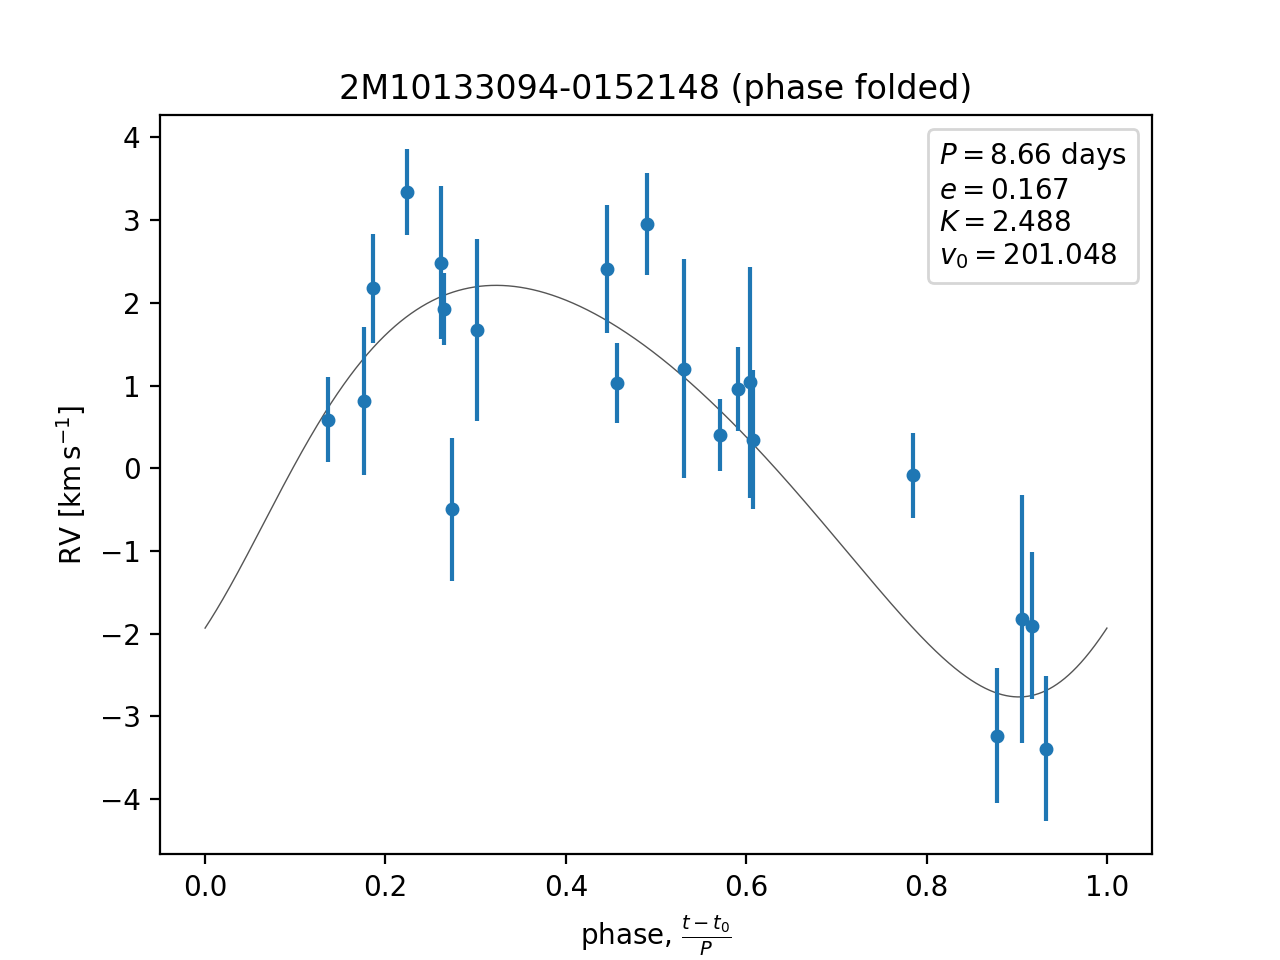 2M10133094-0152148 (phase folded)
P = 8.66 days
e = 0.167
K = 2.488
v₀ = 201.048
RV [km s⁻¹]
4
3
2
1
0
−1
−2
−3
−4
0.0 0.2 0.4 0.6 0.8 1.0
phase, (t − t₀)/P